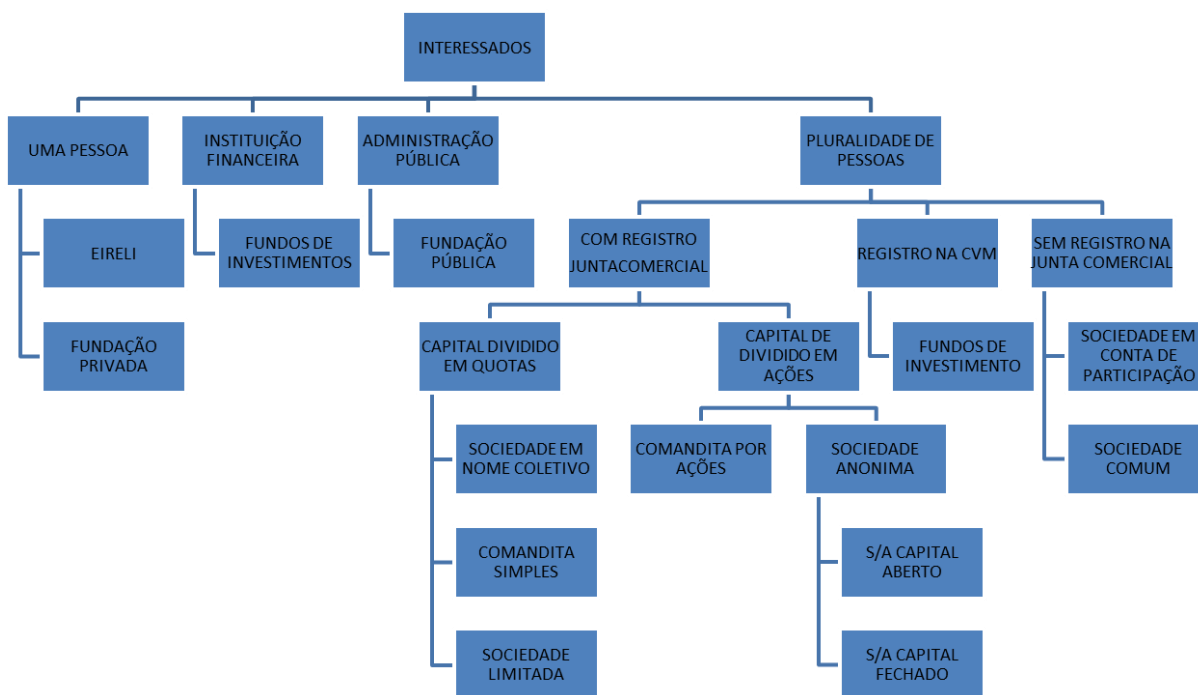 INTERESSADOS
UMA PESSOA
INSTITUIÇÃO
FINANCEIRA
ADMINISTRAÇÃO
PÚBLICA
PLURALIDADE DE
PESSOAS
EIRELI
FUNDOS DE
INVESTIMENTOS
FUNDAÇÃO
PÚBLICA
COM REGISTRO
JUNTACOMERCIAL
REGISTRO NA CVM
SEM REGISTRO NA
JUNTA COMERCIAL
FUNDAÇÃO
PRIVADA
CAPITAL DIVIDIDO
EM QUOTAS
CAPITAL DE
DIVIDIDO EM
AÇÕES
FUNDOS DE
INVESTIMENTO
SOCIEDADE EM
CONTA DE
PARTICIPAÇÃO
SOCIEDADE EM
NOME COLETIVO
COMANDITA POR
AÇÕES
SOCIEDADE
ANONIMA
SOCIEDADE
COMUM
COMANDITA
SIMPLES
S/A CAPITAL
ABERTO
SOCIEDADE
LIMITADA
S/A CAPITAL
FECHADO